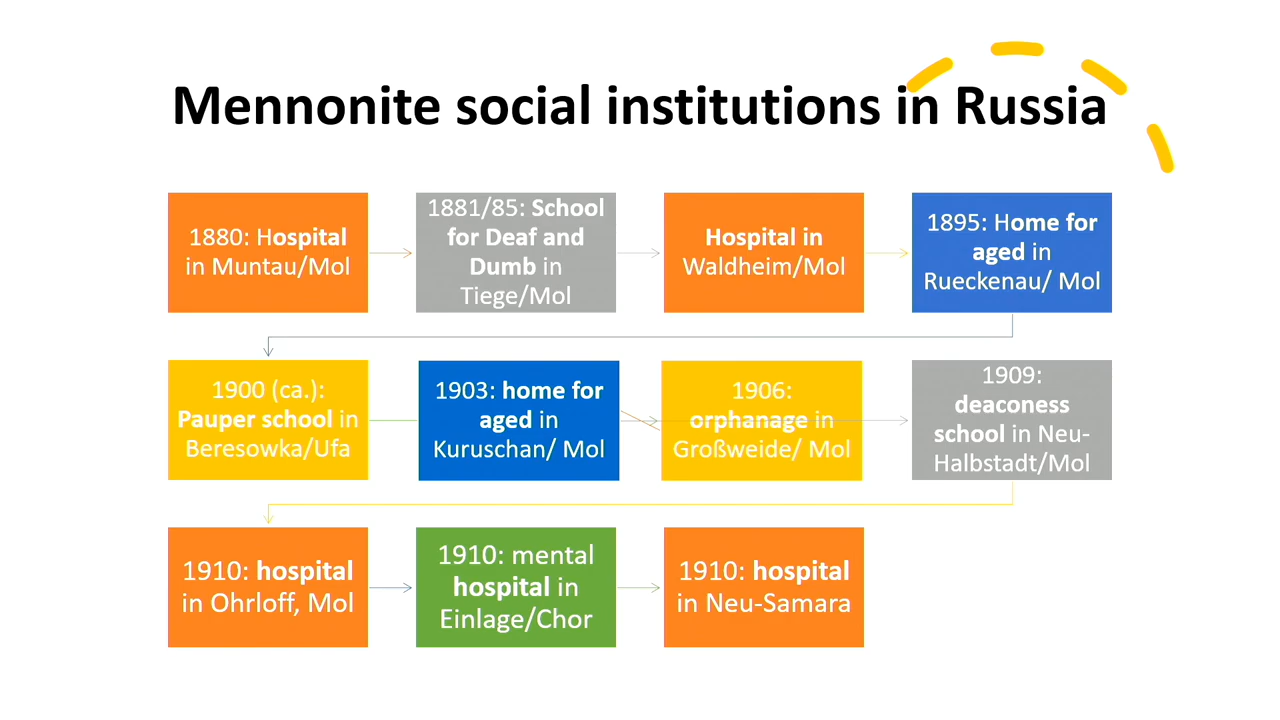 Mennonite social institutions in Russia
1880: Hospital
in Muntau/Mol
1881/85: School
for Deaf and
Dumb in
Tiege/Mol
Hospital in
Waldheim/Mol
1895: Home for
aged in
Rueckenau/ Mol
1900 (ca.):
Pauper school in
Beresowka/Ufa
1903: home for
aged in
Kuruschan/ Mol
1906:
orphanage in
Großweide/ Mol
1909:
deaconess
school in Neu-
Halbstadt/Mol
1910: hospital
in Ohrloff, Mol
1910: mental
hospital in
Einlage/Chor
1910: hospital
in Neu-Samara